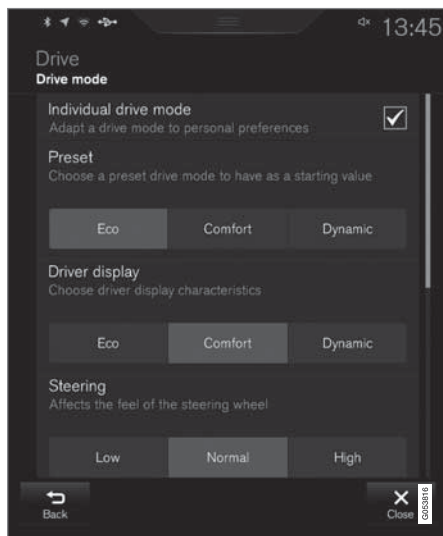 13:45
Drive
Drive mode
Individual drive mode
Adapt a drive mode to personal preferences
Preset
Choose a preset drive mode to have as a starting value
Eco Comfort Dynamic
Driver display
Choose driver display characteristics
Eco Comfort Dynamic
Steering
Affects the feel of the steering wheel
Low Normal High
Back Close
G053816